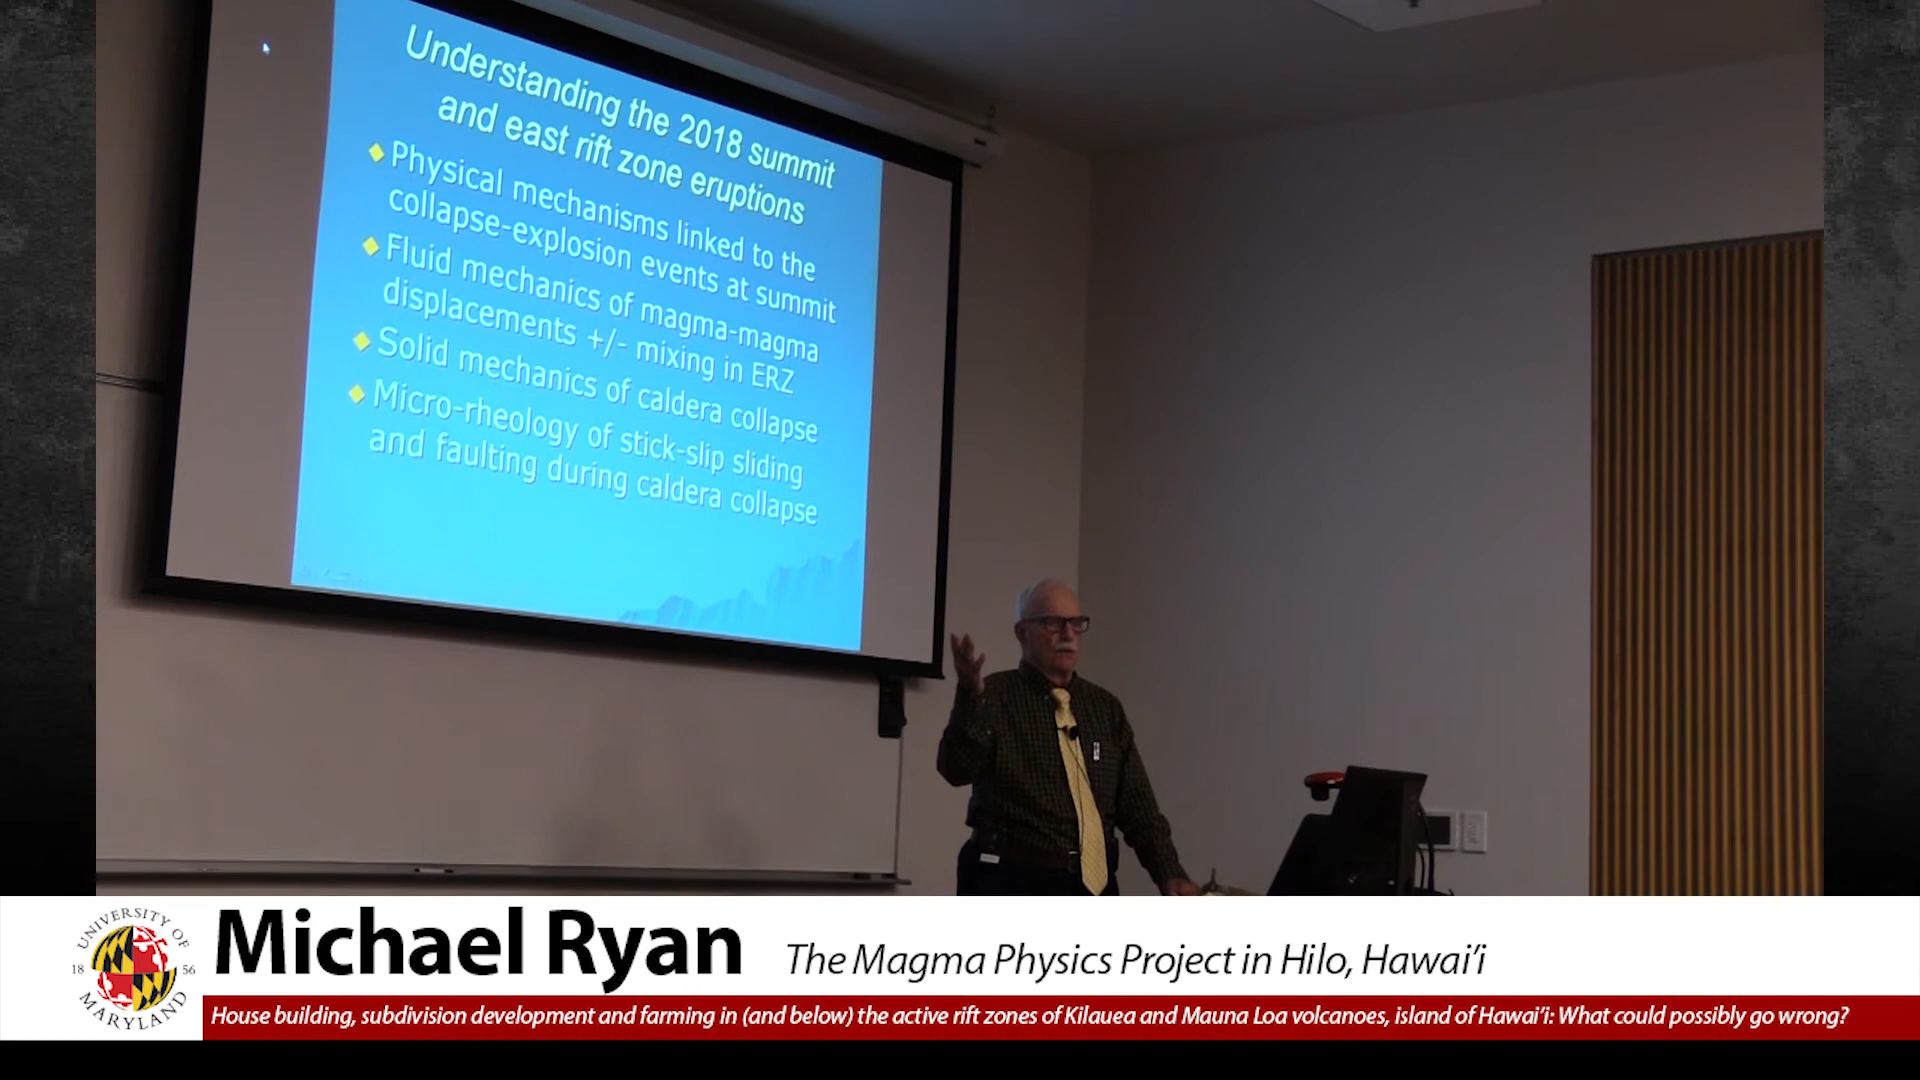 Understanding the 2018 summit
and east rift zone eruptions
Physical mechanisms linked to the
collapse-explosion events at summit
Fluid mechanics of magma-magma
displacements +/- mixing in ERZ
Solid mechanics of caldera collapse
Micro-rheology of stick-slip sliding
and faulting during caldera collapse
UNIVERSITY OF
18 56
MARYLAND
Michael Ryan
The Magma Physics Project in Hilo, Hawai‘i
House building, subdivision development and farming in (and below) the active rift zones of Kilauea and Mauna Loa volcanoes, island of Hawai‘i: What could possibly go wrong?